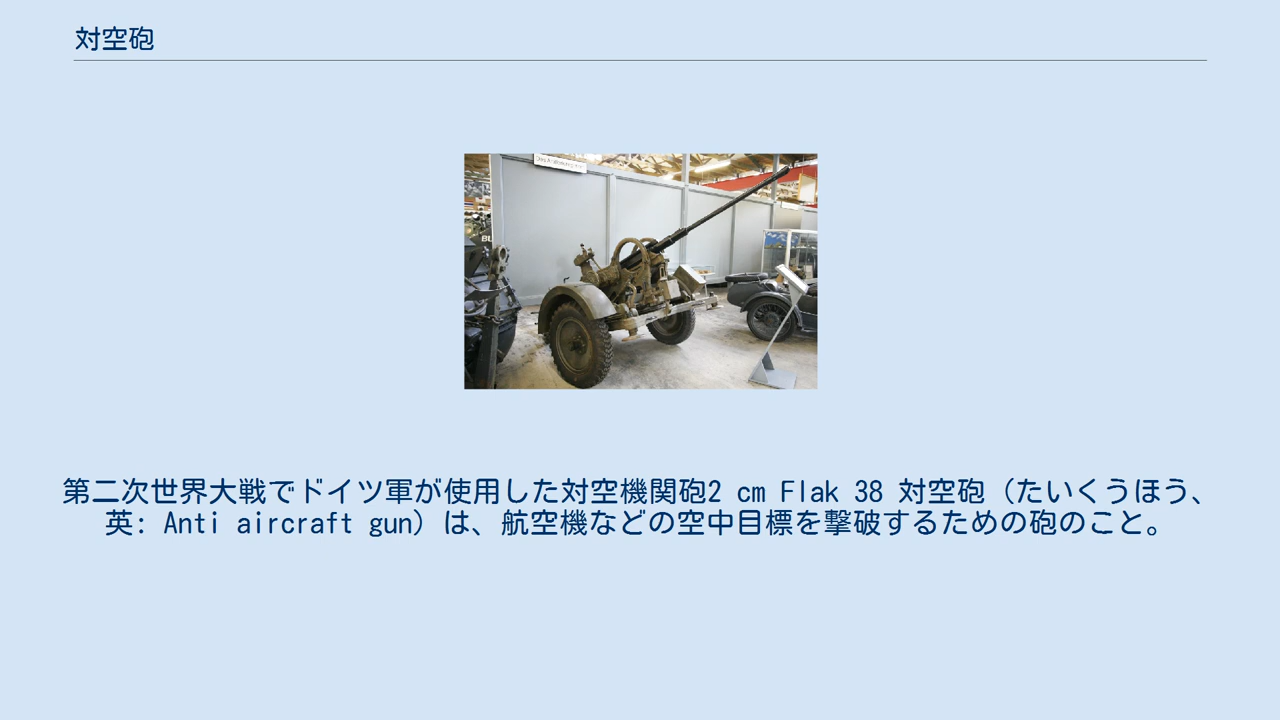 対空砲
第二次世界大戦でドイツ軍が使用した対空機関砲2 cm Flak 38 対空砲（たいくうほう、
英: Anti aircraft gun）は、航空機などの空中目標を撃破するための砲のこと。